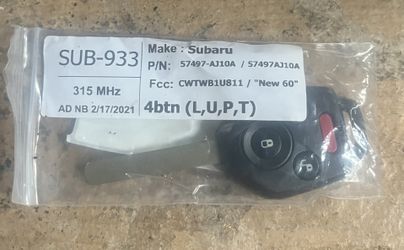 SUB-933
315 MHz
AD NB 2/17/2021
Make : Subaru
P/N: 57497-AJ10A / 57497AJ10A
Fcc: CWTWB1U811 / "New 60"
4btn (L,U,P,T)